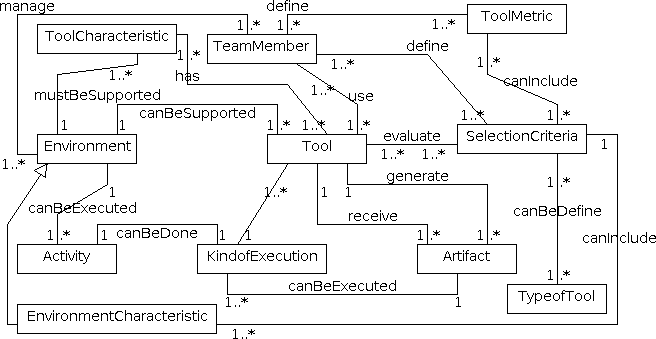 manage
define
ToolMetric
1 .*
1 .*
1 .*
ToolCharacteristic
TeamMember
define
1 .*
1..*
1..*
1 .*
has
canInclude
mustBeSupported
1..*
use
canBeSupported
1..*
1 .*
1
1
1 .*
1..*
1 .*
evaluate
SelectionCriteria
Environment
Tool
1
1..*
1..*
1..*
1 .*
1
1..*
1
1
generate
canBeExecuted
canBeDefine
receive
canInclude
1 .*
1
canBeDone
1
1
1 .*
1 .*
Activity
KindofExecution
Artifact
1 .*
canBeExecuted
TypeofTool
1..*
1
EnvironmentCharacteristic
1..*